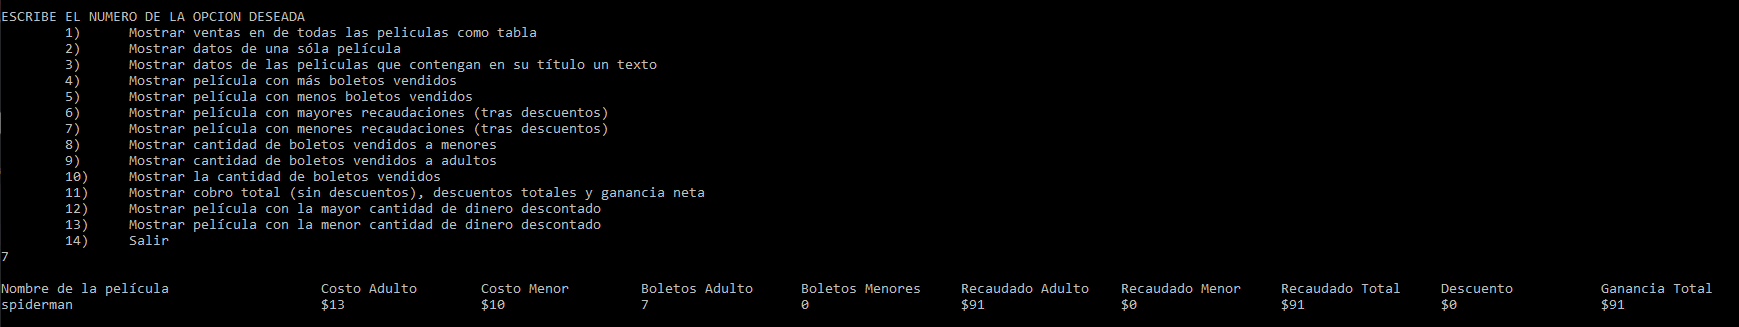 ESCRIBE EL NUMERO DE LA OPCION DESEADA
1) Mostrar ventas en de todas las peliculas como tabla
2) Mostrar datos de una sóla película
3) Mostrar datos de las peliculas que contengan en su título un texto
4) Mostrar película con más boletos vendidos
5) Mostrar película con menos boletos vendidos
6) Mostrar película con mayores recaudaciones (tras descuentos)
7) Mostrar película con menores recaudaciones (tras descuentos)
8) Mostrar cantidad de boletos vendidos a menores
9) Mostrar cantidad de boletos vendidos a adultos
10) Mostrar la cantidad de boletos vendidos
11) Mostrar cobro total (sin descuentos), descuentos totales y ganancia neta
12) Mostrar película con la mayor cantidad de dinero descontado
13) Mostrar película con la menor cantidad de dinero descontado
14) Salir
7
Nombre de la película Costo Adulto Costo Menor Boletos Adulto Boletos Menores Recaudado Adulto Recaudado Menor Recaudado Total Descuento Ganancia Total
spiderman $13 $10 7 0 $91 $0 $91 $0 $91